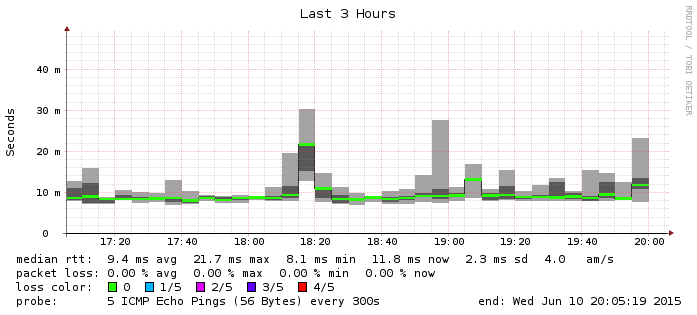 Last 3 Hours
RRDTOOL / TOBI OETIKER
Seconds
40 m
30 m
20 m
10 m
0
17:20 17:40 18:00 18:20 18:40 19:00 19:20 19:40 20:00
median rtt: 9.4 ms avg 21.7 ms max 8.1 ms min 11.8 ms now 2.3 ms sd 4.0 am/s
packet loss: 0.00 % avg 0.00 % max 0.00 % min 0.00 % now
loss color: 0 1/5 2/5 3/5 4/5
probe: 5 ICMP Echo Pings (56 Bytes) every 300s end: Wed Jun 10 20:05:19 2015